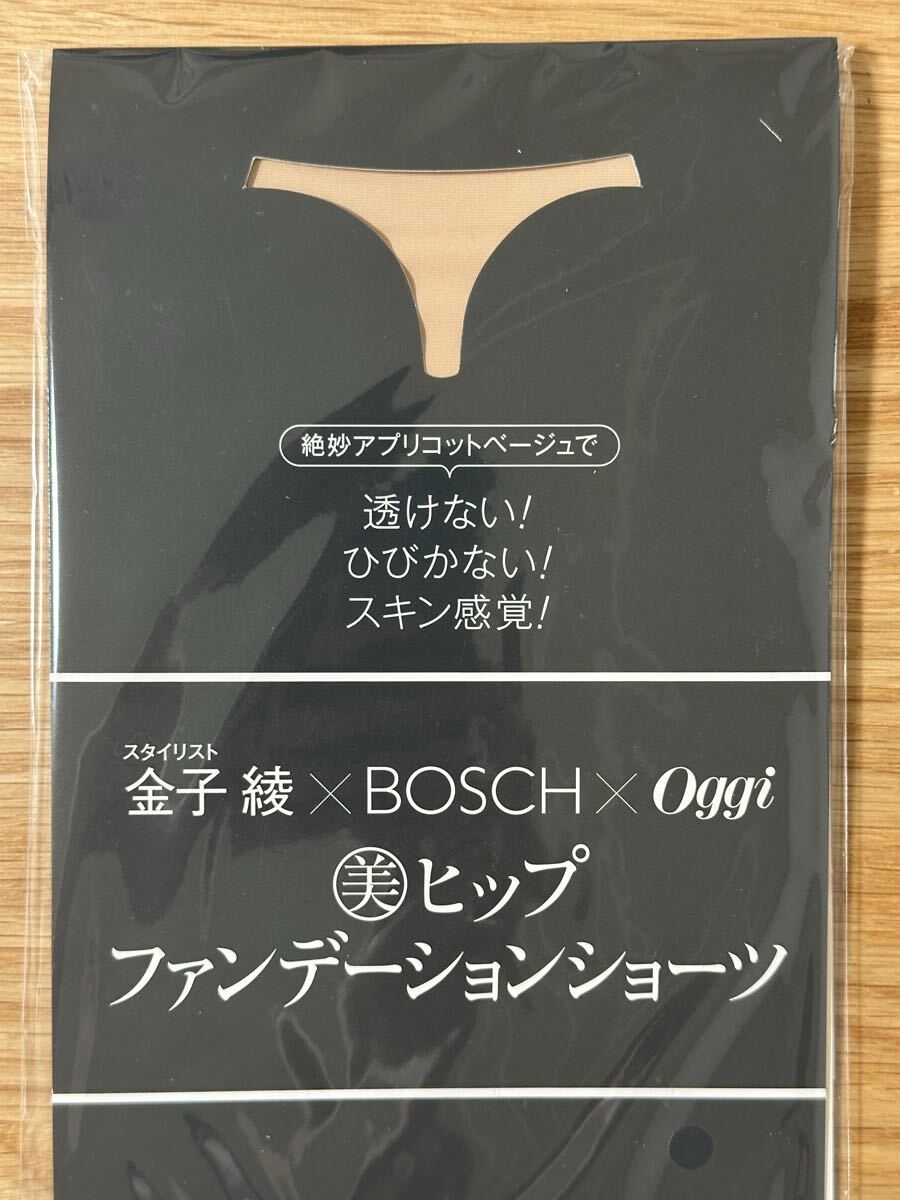 絶妙アプリコットベージュで
透けない!
ひびかない!
スキン感覚!
スタイリスト
金子 綾×BOSCH×Oggi
美ヒップ
ファンデーションショーツ